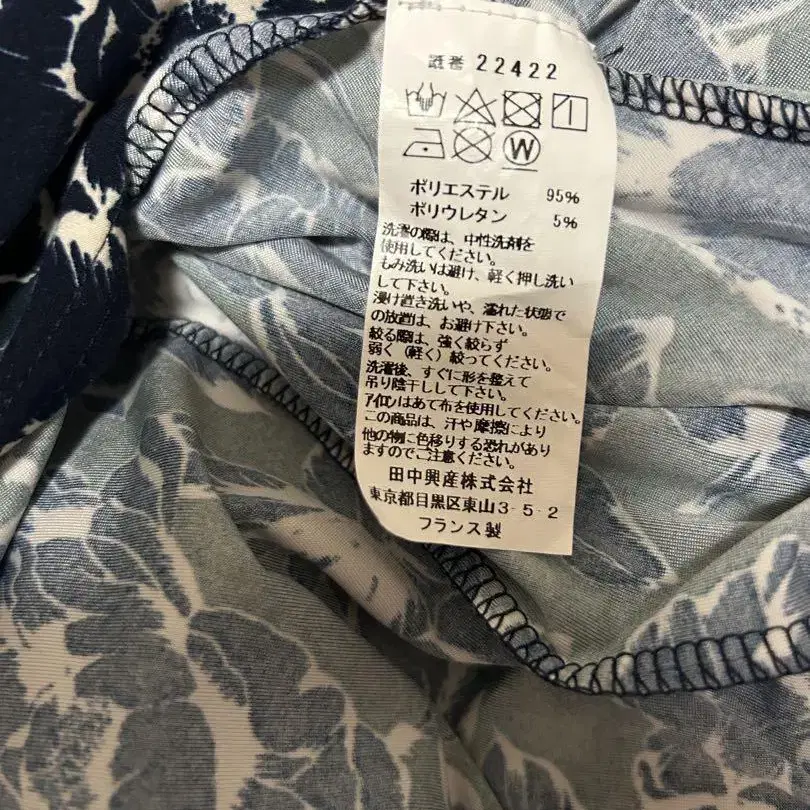 品番 22422
W
ポリエステル 95%
ポリウレタン 5%
洗濯の際は、中性洗剤を
使用してください。
もみ洗いは避け、軽く押し洗い
して下さい。
浸け置き洗いや、濡れた状態で
の放置は、お避け下さい。
絞る際は、強く絞らず
弱く(軽く)絞ってください。
洗濯後、すぐに形を整えて
吊り陰干しして下さい。
アイロンはあて布を使用してください。
この商品は、汗や摩擦により
他の物に色移りする恐れがあり
ますのでご注意ください。
田中興産株式会社
東京都目黒区東山3-5-2
フランス製